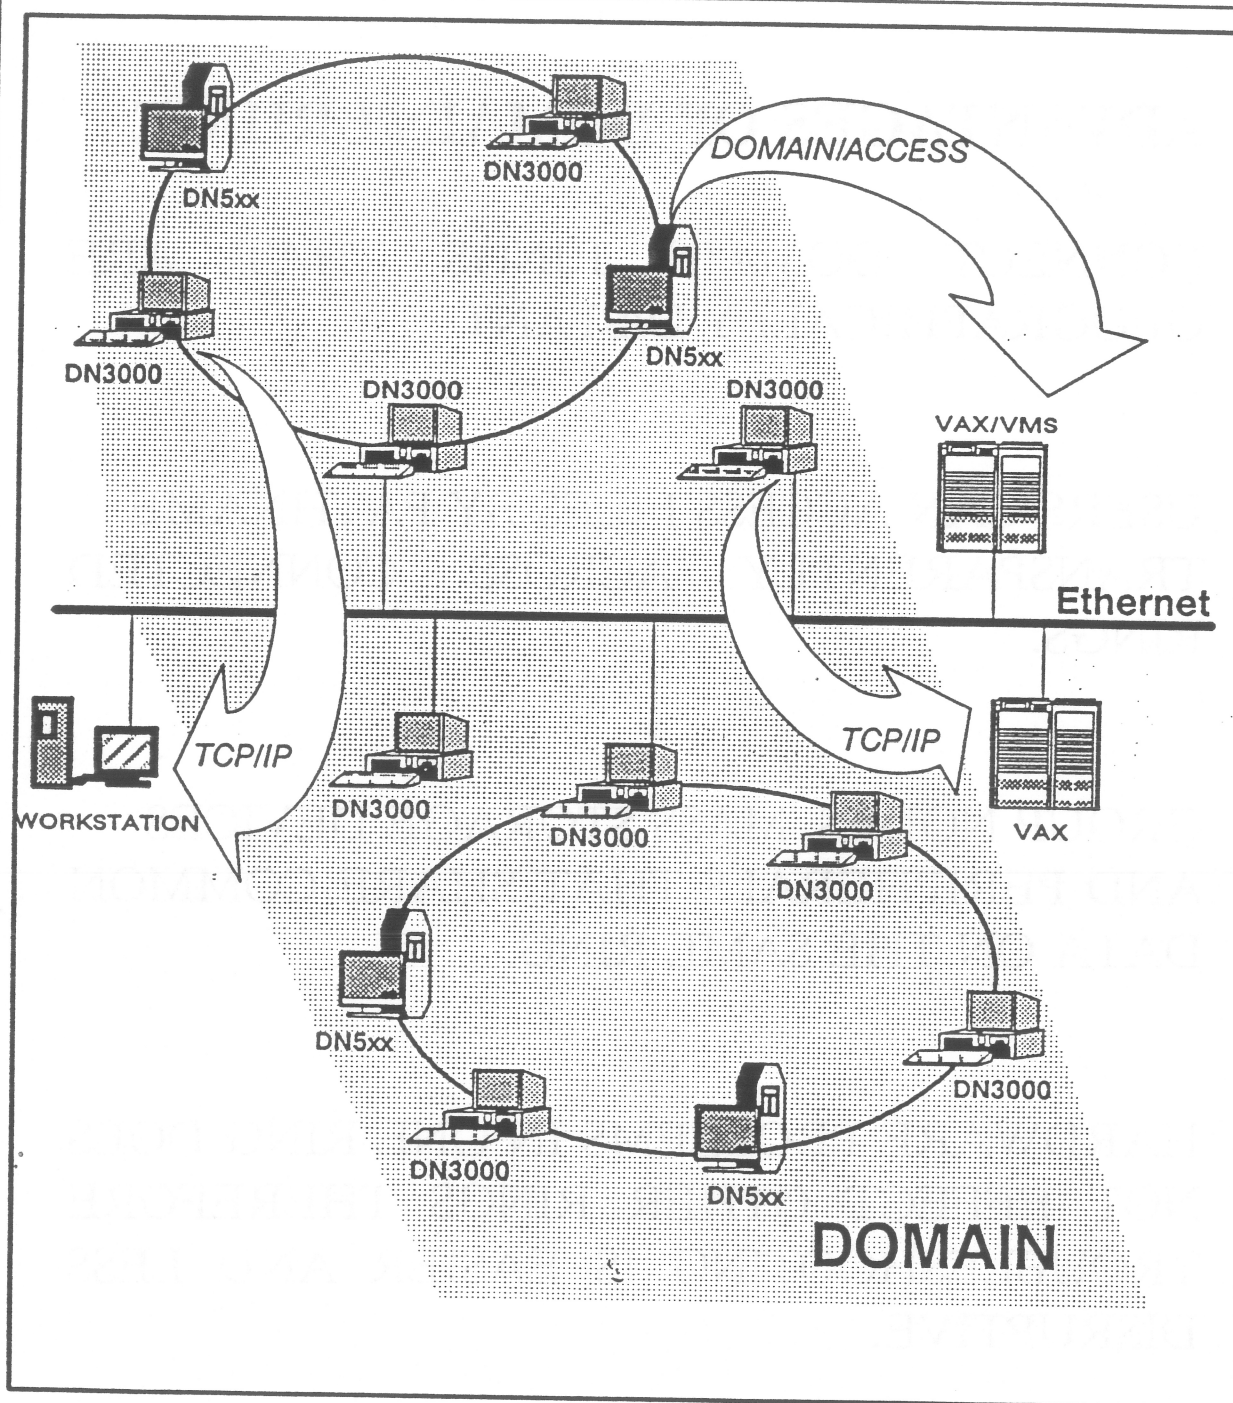 DOMAIN/ACCESS
DN3000
DN5xx
DN5xx
DN3000
DN3000
DN3000
VAX/VMS
Ethernet
TCP/IP
TCP/IP
WORKSTATION
DN3000
DN3000
VAX
DN3000
DN5xx
DN3000
DN3000
DN5xx
DOMAIN